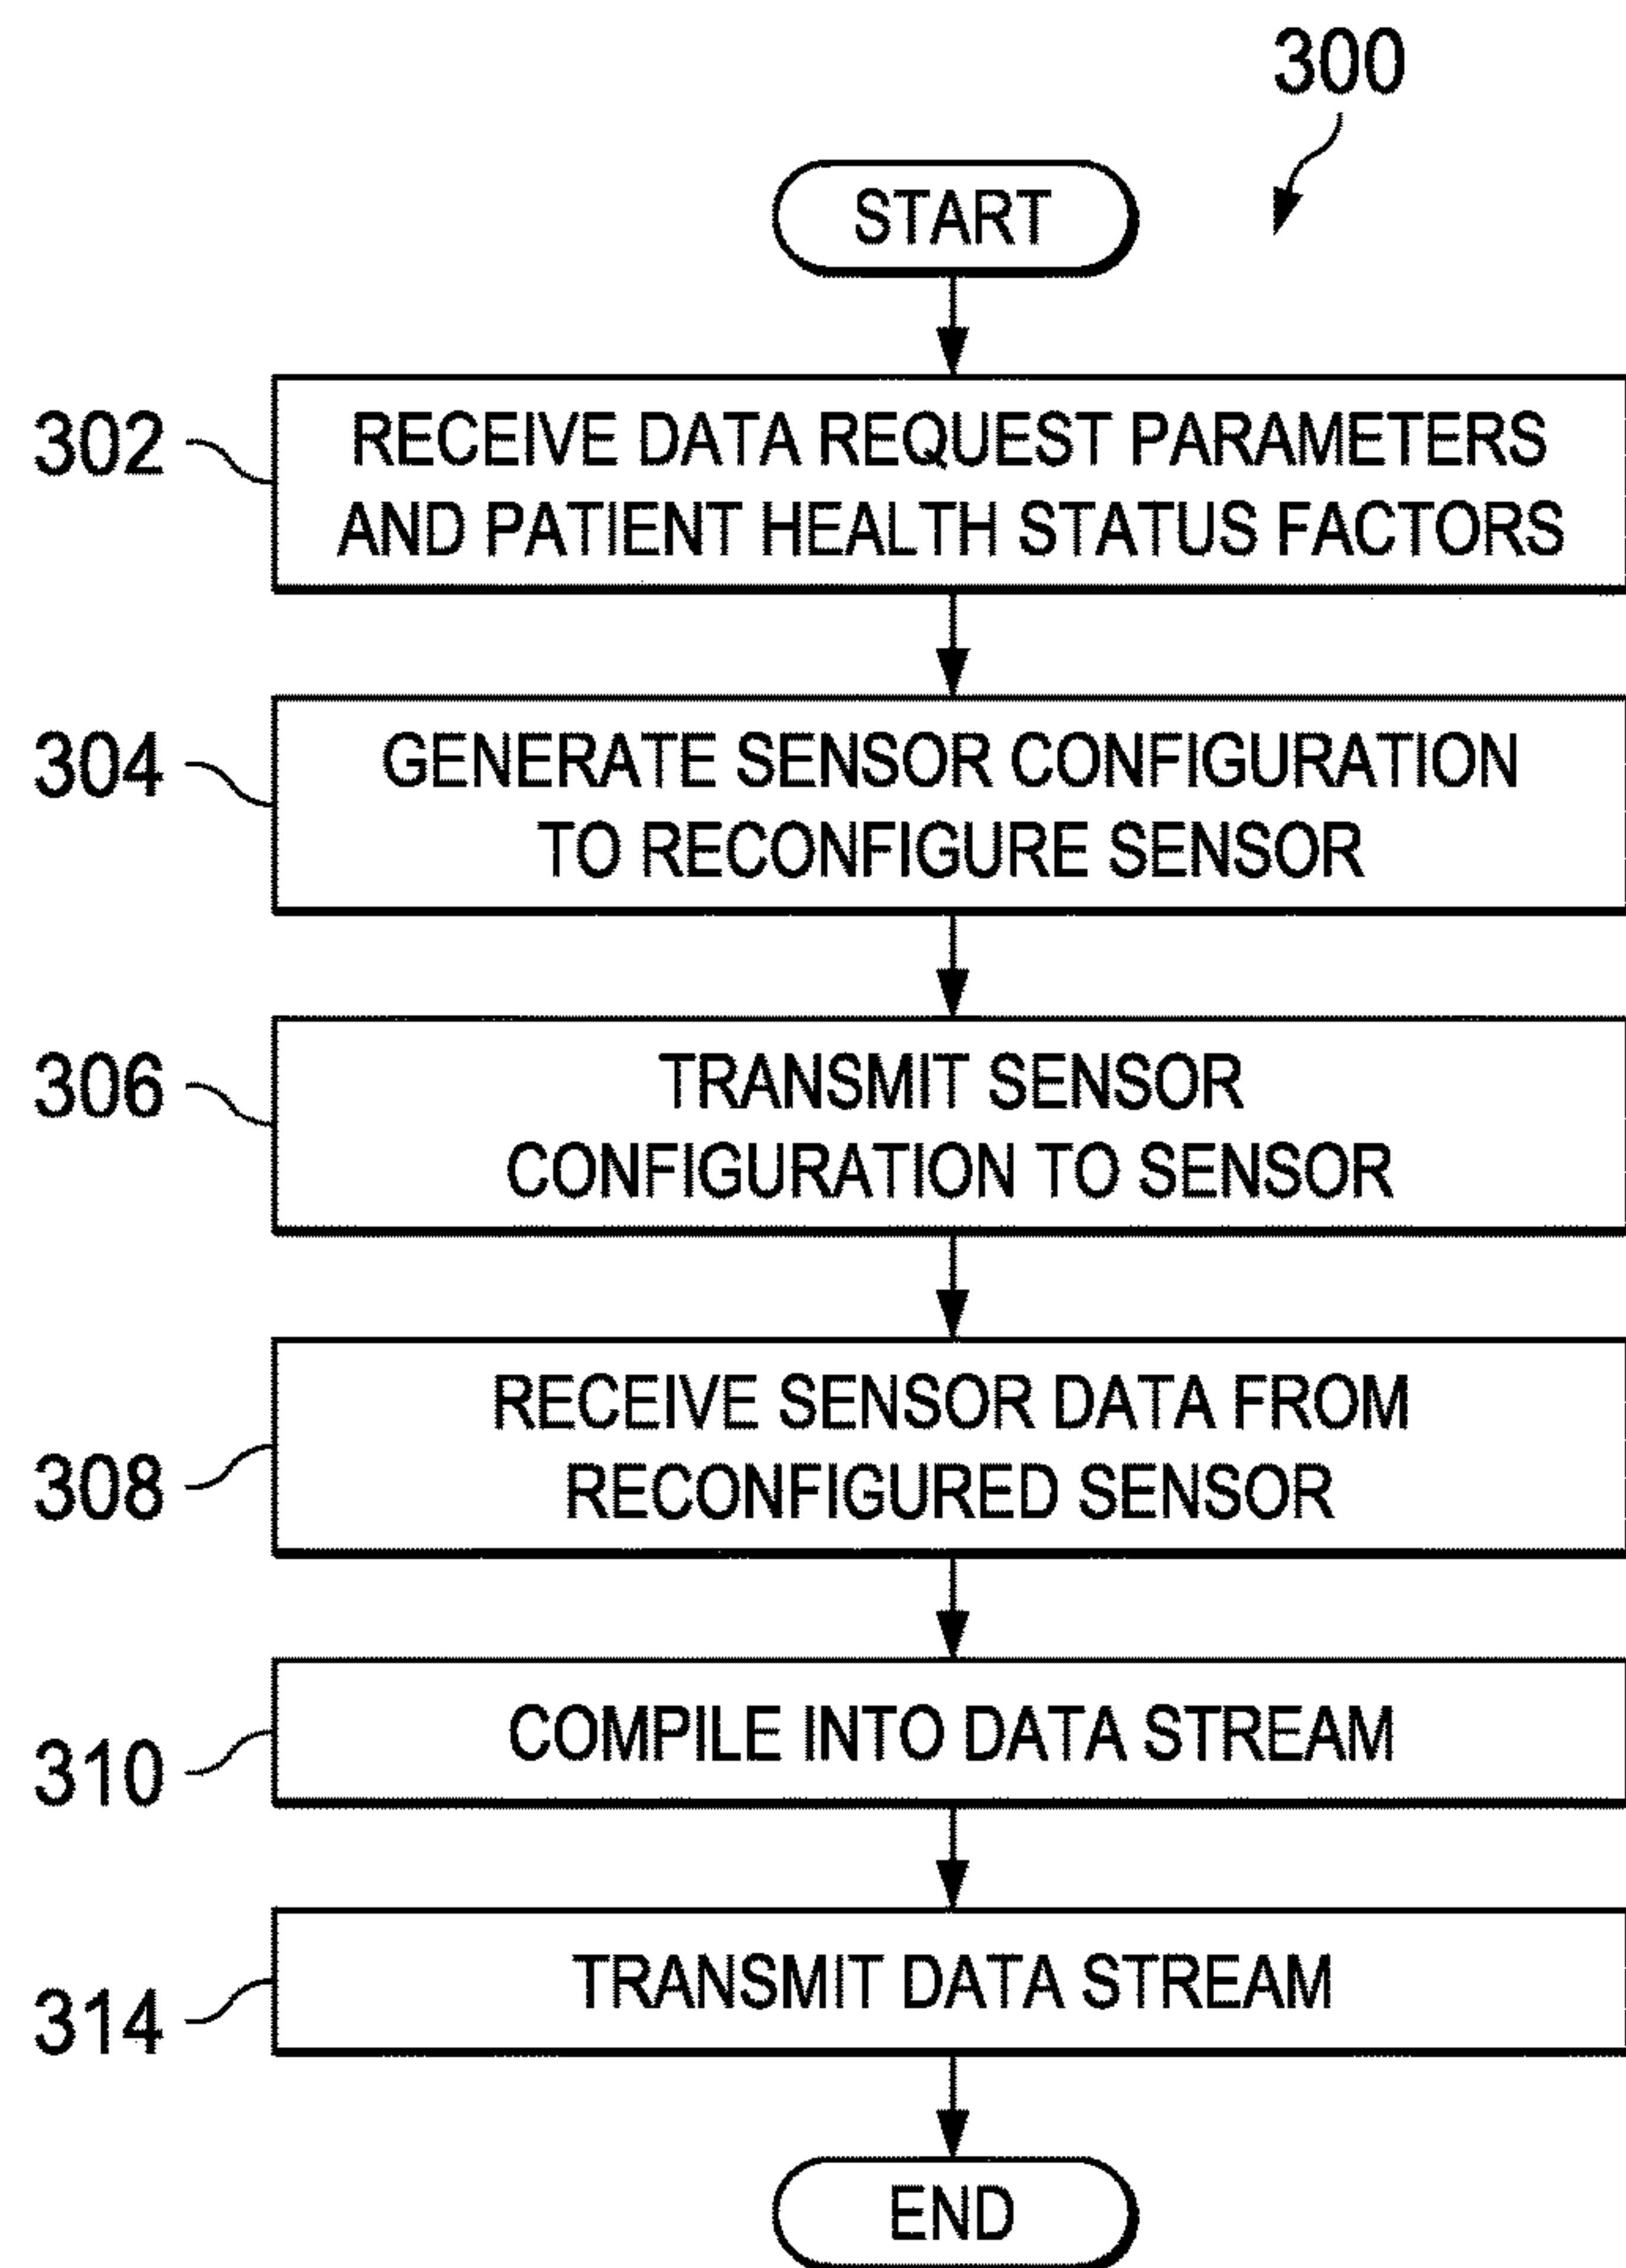 300
START
302
RECEIVE DATA REQUEST PARAMETERS
AND PATIENT HEALTH STATUS FACTORS
304
GENERATE SENSOR CONFIGURATION
TO RECONFIGURE SENSOR
306
TRANSMIT SENSOR
CONFIGURATION TO SENSOR
308
RECEIVE SENSOR DATA FROM
RECONFIGURED SENSOR
310
COMPILE INTO DATA STREAM
314
TRANSMIT DATA STREAM
END